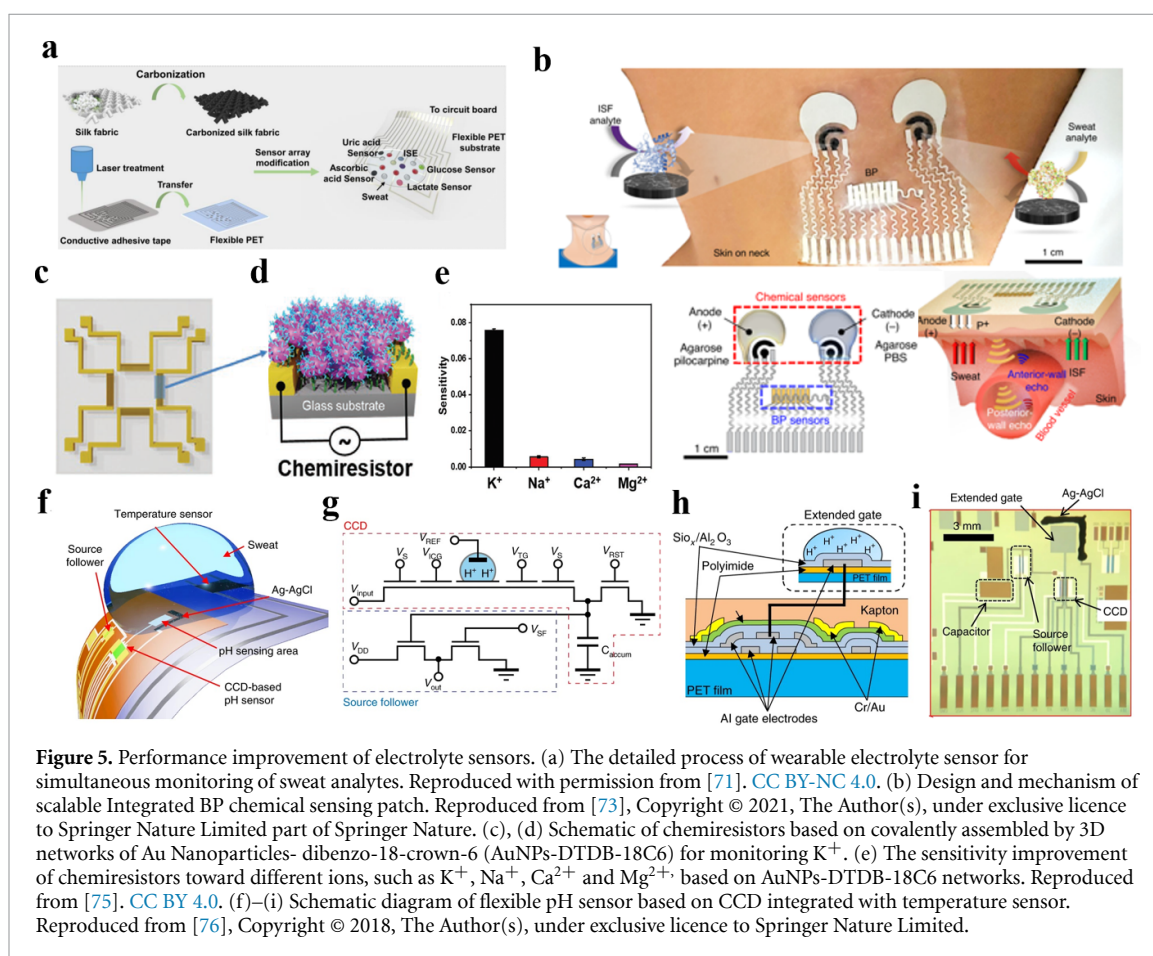 a
Carbonization
Silk fabric
Carbonized silk fabric
Laser treatment
Transfer
Conductive adhesive tape
Flexible PET
Sensor array
modification
To circuit board
Flexible PET
substrate
Uric acid
Sensor
ISE
Glucose Sensor
Ascorbic
acid Sensor
Lactate Sensor
Sweat
b
ISF
analyte
Sweat
analyte
BP
Skin on neck
1 cm
Chemical sensors
Anode
(+)
Agarose
pilocarpine
Cathode
(−)
Agarose
PBS
BP sensors
1 cm
Anode
(+)
P+
Cathode
(−)
Sweat
Anterior-wall
echo
ISF
Posterior-
wall echo
Blood vessel
Skin
c
d
Glass substrate
~
Chemiresistor
e
Sensitivity
0.08
0.06
0.04
0.02
0.00
K+
Na+
Ca2+
Mg2+
f
Temperature sensor
Source
follower
Sweat
Ag-AgCl
pH sensing area
CCD-based
pH sensor
g
CCD
VREF
VS
VICG
H+ H+
VTG
VS
VRST
Vinput
VSF
VDD
Caccum
Vout
Source follower
h
Extended gate
Siox/Al2O3
H+ H+ H+ H+ H+
Polyimide
PET film
Kapton
PET film
Al gate electrodes
Cr/Au
i
Extended gate
Ag-AgCl
3 mm
Capacitor
Source
follower
CCD
Figure 5. Performance improvement of electrolyte sensors. (a) The detailed process of wearable electrolyte sensor for
simultaneous monitoring of sweat analytes. Reproduced with permission from [71]. CC BY-NC 4.0. (b) Design and mechanism of
scalable Integrated BP chemical sensing patch. Reproduced from [73], Copyright © 2021, The Author(s), under exclusive licence
to Springer Nature Limited part of Springer Nature. (c), (d) Schematic of chemiresistors based on covalently assembled by 3D
networks of Au Nanoparticles- dibenzo-18-crown-6 (AuNPs-DTDB-18C6) for monitoring K+. (e) The sensitivity improvement
of chemiresistors toward different ions, such as K+, Na+, Ca2+ and Mg2+, based on AuNPs-DTDB-18C6 networks. Reproduced
from [75]. CC BY 4.0. (f)–(i) Schematic diagram of flexible pH sensor based on CCD integrated with temperature sensor.
Reproduced from [76], Copyright © 2018, The Author(s), under exclusive licence to Springer Nature Limited.